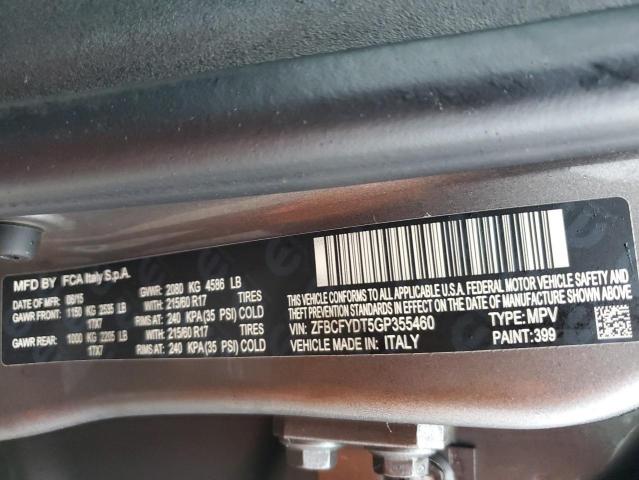 MFD BY FCA Italy S.p.A.
DATE OF MFR 08/15 GVWR: 2080 KG 4586 LB
GAWR FRONT: 1150 KG 2535 LB WITH: 215/60 R17 TIRES
17X7 RIMS AT: 240 KPA(35 PSI) COLD
GAWR REAR: 1000 KG 2205 LB WITH: 215/60 R17 TIRES
17X7 RIMS AT: 240 KPA(35 PSI) COLD
THIS VEHICLE CONFORMS TO ALL APPLICABLE U.S.A. FEDERAL MOTOR VEHICLE SAFETY,
BUMPER AND THEFT PREVENTION STANDARDS IN EFFECT ON THE DATE OF MANUFACTURE SHOWN ABOVE.
VIN: ZFBCFYDT5GP355460 TYPE: MPV
VEHICLE MADE IN: ITALY PAINT: 399